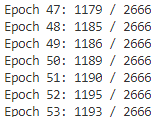 Epoch 47: 1179 / 2666
Epoch 48: 1185 / 2666
Epoch 49: 1186 / 2666
Epoch 50: 1189 / 2666
Epoch 51: 1190 / 2666
Epoch 52: 1195 / 2666
Epoch 53: 1193 / 2666